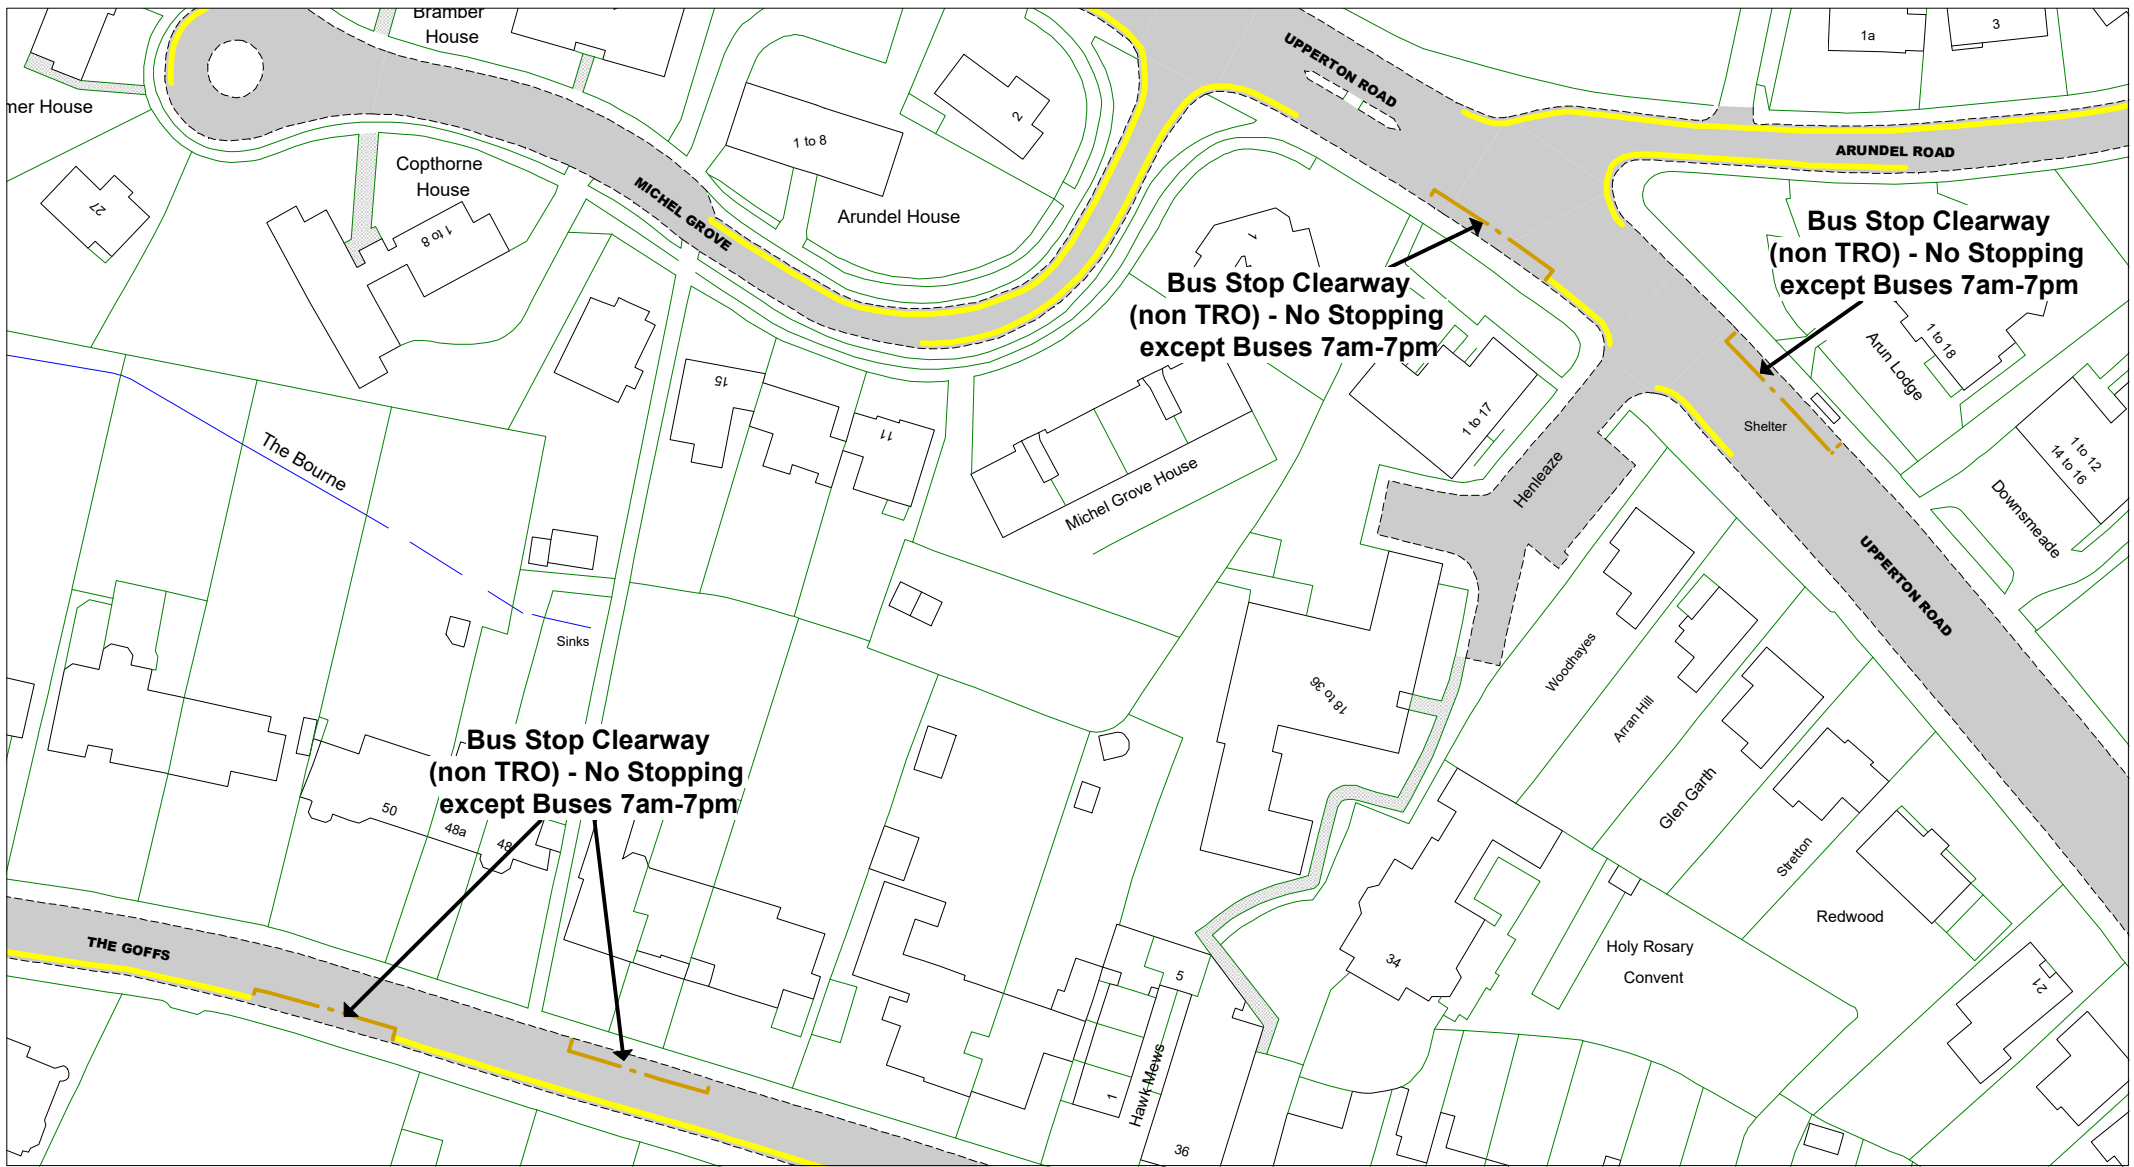 Bramber
House
UPPERTON ROAD
1a
3
mer House
2
1 to 8
ARUNDEL ROAD
Copthorne
House
MICHEL GROVE
27
1 to 8
Arundel House
1
Bus Stop Clearway
(non TRO) - No Stopping
except Buses 7am-7pm
Bus Stop Clearway
(non TRO) - No Stopping
except Buses 7am-7pm
1 to 18
Arun Lodge
15
11
1 to 17
Shelter
The Bourne
Michel Grove House
Henleaze
1 to 12
14 to 16
Downsmeade
UPPERTON ROAD
Sinks
Woodhayes
18 to 36
Arran Hill
Glen Garth
Stretton
Redwood
Bus Stop Clearway
(non TRO) - No Stopping
except Buses 7am-7pm
50
48a
48
THE GOFFS
34
Holy Rosary
Convent
21
5
1
Hawk Mews
36